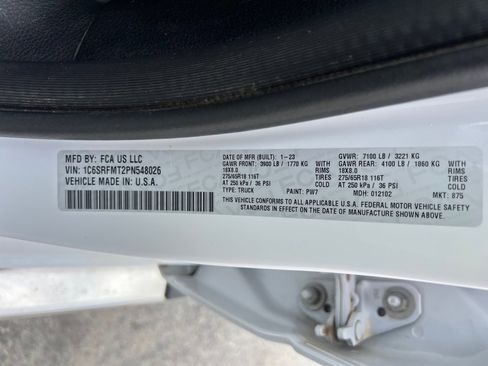 MFD BY: FCA US LLC
VIN: 1C6SRFMT2PN548026
VEHICLE MADE IN U.S.A.
DATE OF MFR (BUILT): 1-23 GVWR: 7100 LB / 3221 KG
GAWR FRONT: 3900 LB / 1770 KG WITH GAWR REAR: 4100 LB / 1860 KG WITH
18X8.0 RIMS 18X8.0 RIMS
275/65R18 116T TIRES 275/65R18 116T TIRES
AT 250 kPa / 36 PSI COLD AT 250 kPa / 36 PSI COLD
TYPE: TRUCK PAINT: PW7 MDH: 012102 MKT: 875
THIS VEHICLE CONFORMS TO ALL APPLICABLE U.S.A. FEDERAL MOTOR VEHICLE SAFETY
STANDARDS IN EFFECT ON THE DATE OF MANUFACTURE SHOWN ABOVE